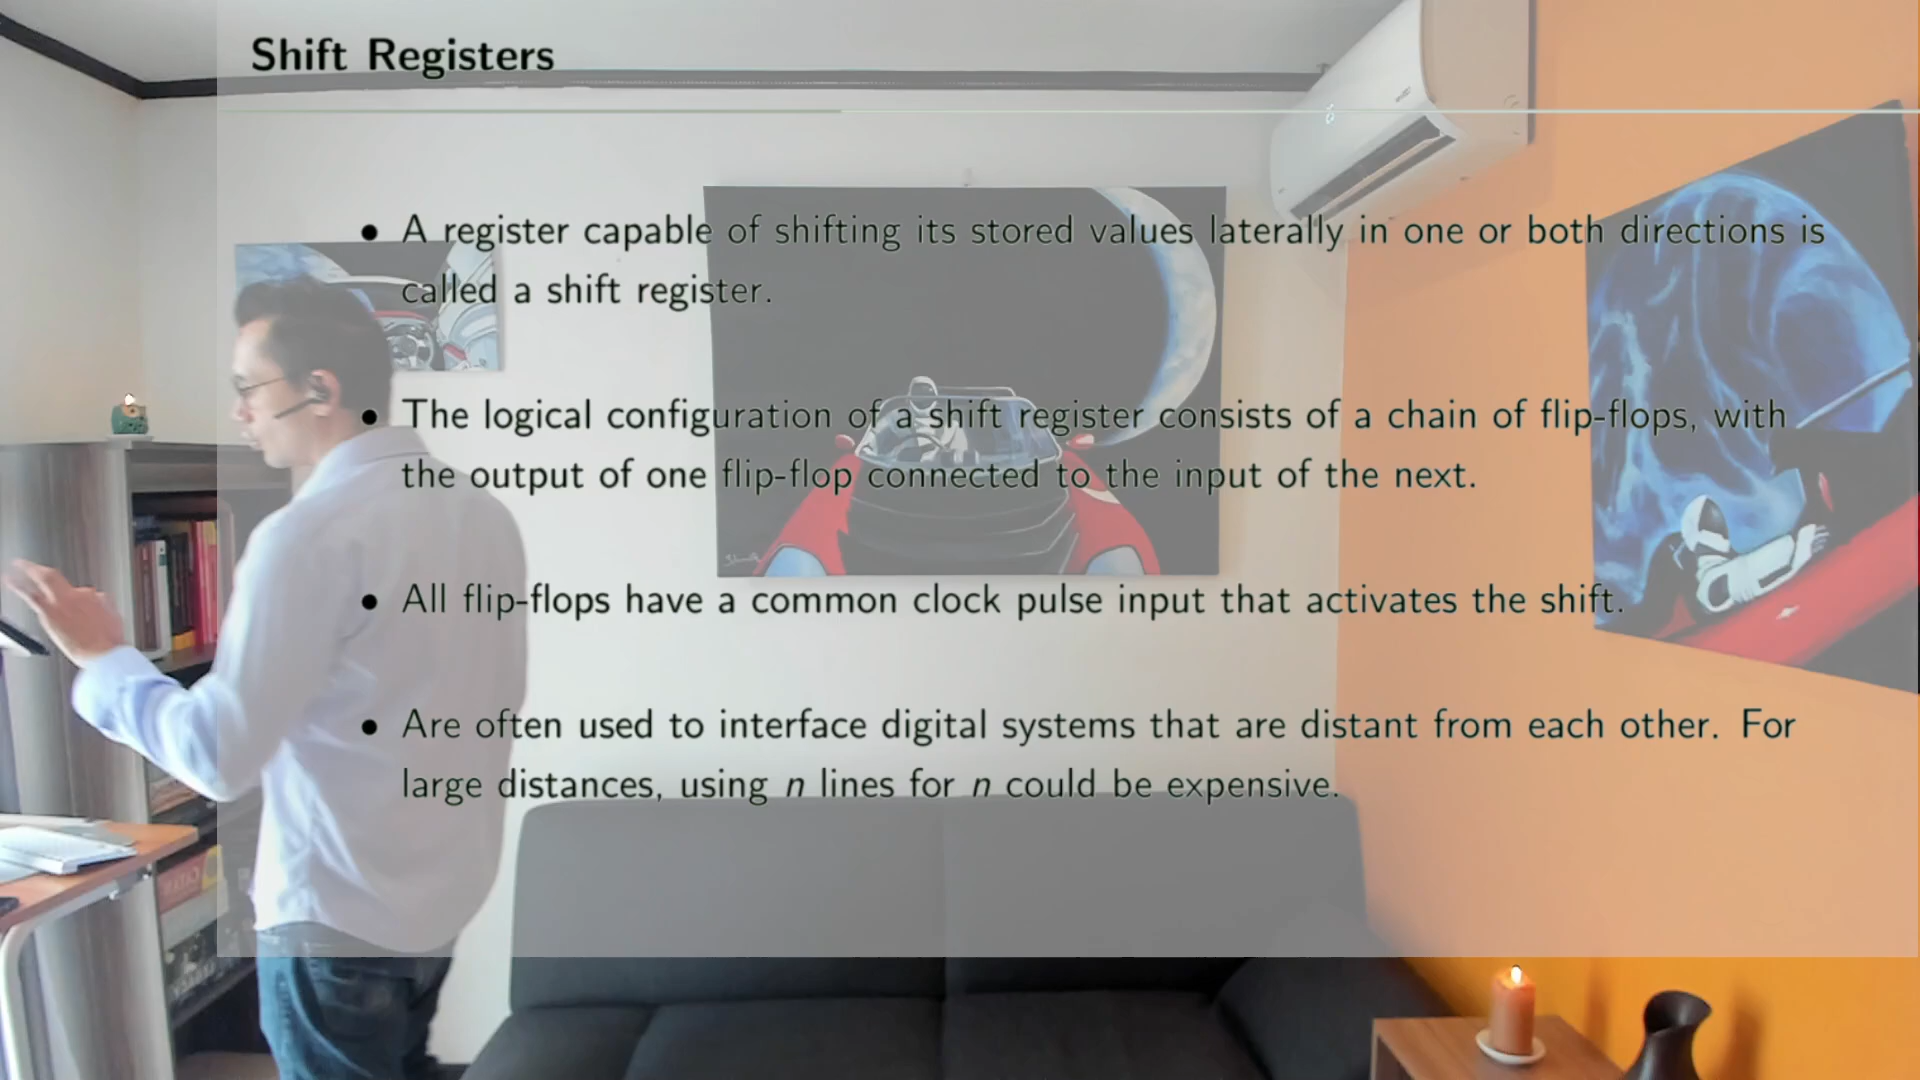 Shift Registers
• A register capable of shifting its stored values laterally in one or both directions is
called a shift register.
• The logical configuration of a shift register consists of a chain of flip-flops, with
the output of one flip-flop connected to the input of the next.
• All flip-flops have a common clock pulse input that activates the shift.
• Are often used to interface digital systems that are distant from each other. For
large distances, using n lines for n could be expensive.